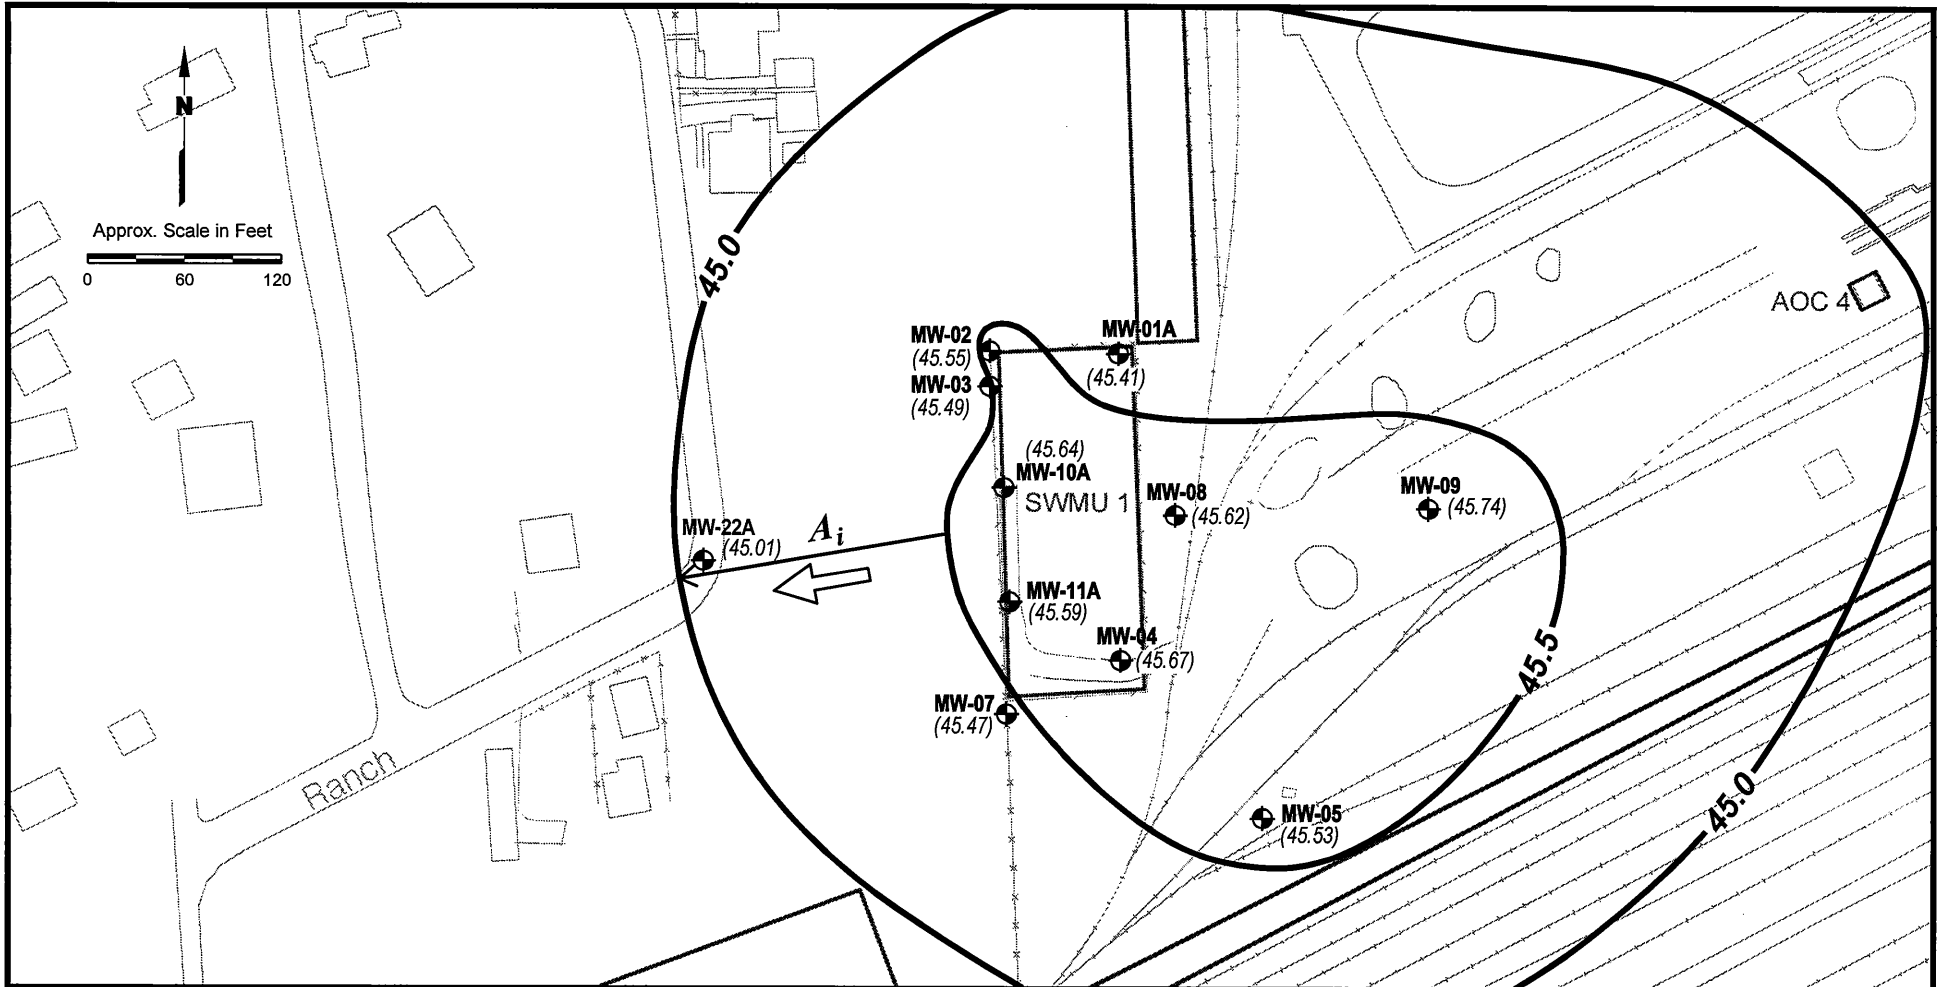 N
Approx. Scale in Feet
0 60 120
45.0
MW-02
(45.55)
MW-03
(45.49)
MW-01A
(45.41)
AOC 4
(45.64)
MW-10A
SWMU 1
MW-08
(45.62)
MW-09
(45.74)
MW-22A
(45.01)
Ai
MW-11A
(45.59)
MW-04
(45.67)
45.5
MW-07
(45.47)
Ranch
MW-05
(45.53)
45.0